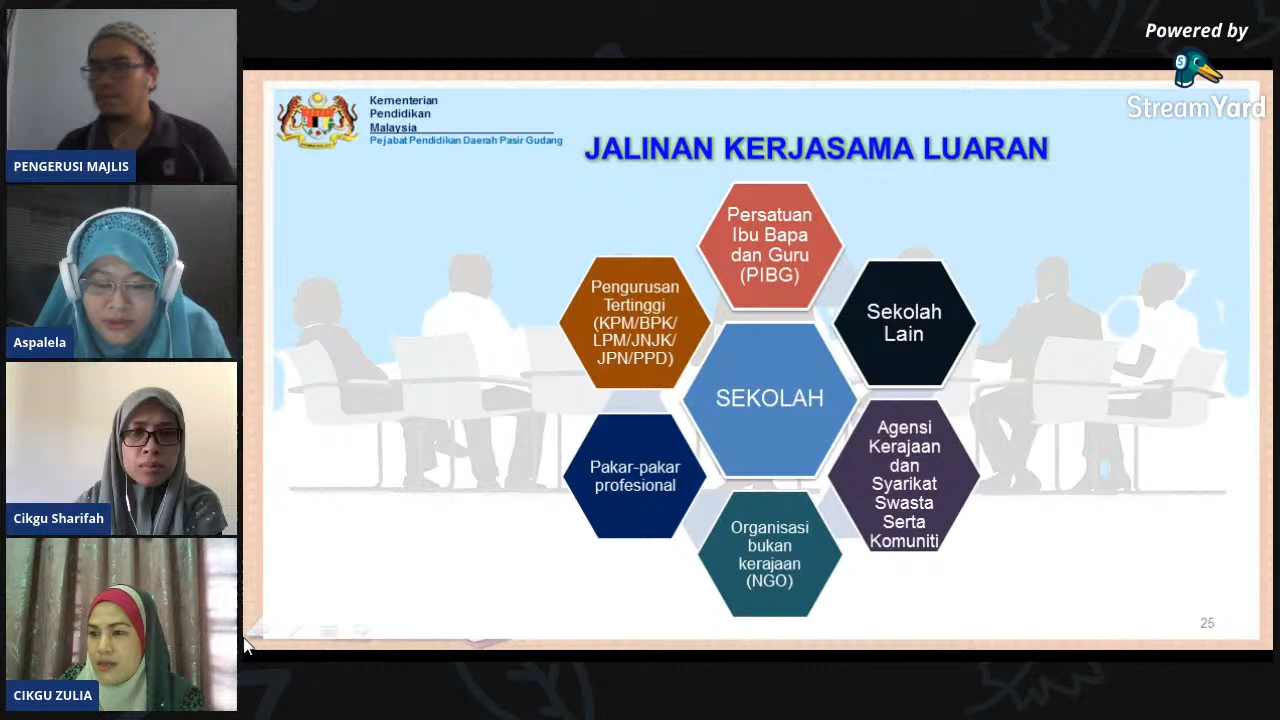 Powered by
StreamYard
PENGERUSI MAJLIS
Aspalela
Cikgu Sharifah
CIKGU ZULIA
Kementerian
Pendidikan
Malaysia
Pejabat Pendidikan Daerah Pasir Gudang
JALINAN KERJASAMA LUARAN
Persatuan
Ibu Bapa
dan Guru
(PIBG)
Pengurusan
Tertinggi
(KPM/BPK/
LPM/JNJK/
JPN/PPD)
Sekolah
Lain
SEKOLAH
Pakar-pakar
profesional
Agensi
Kerajaan
dan
Syarikat
Swasta
Serta
Komuniti
Organisasi
bukan
kerajaan
(NGO)
25